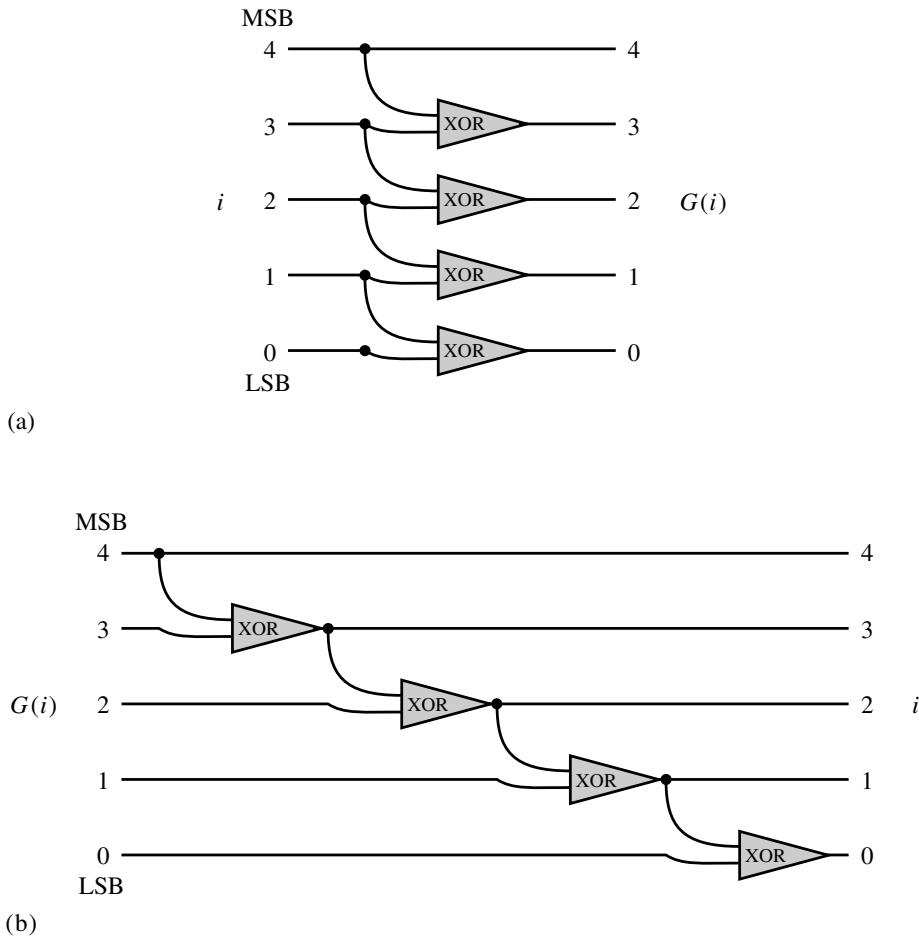 MSB
4 4
3 XOR 3
i 2 XOR 2 G(i)
1 XOR 1
0 XOR 0
LSB
(a)
MSB
4 4
3 XOR 3
G(i) 2 XOR 2 i
1 XOR 1
0 XOR 0
LSB
(b)